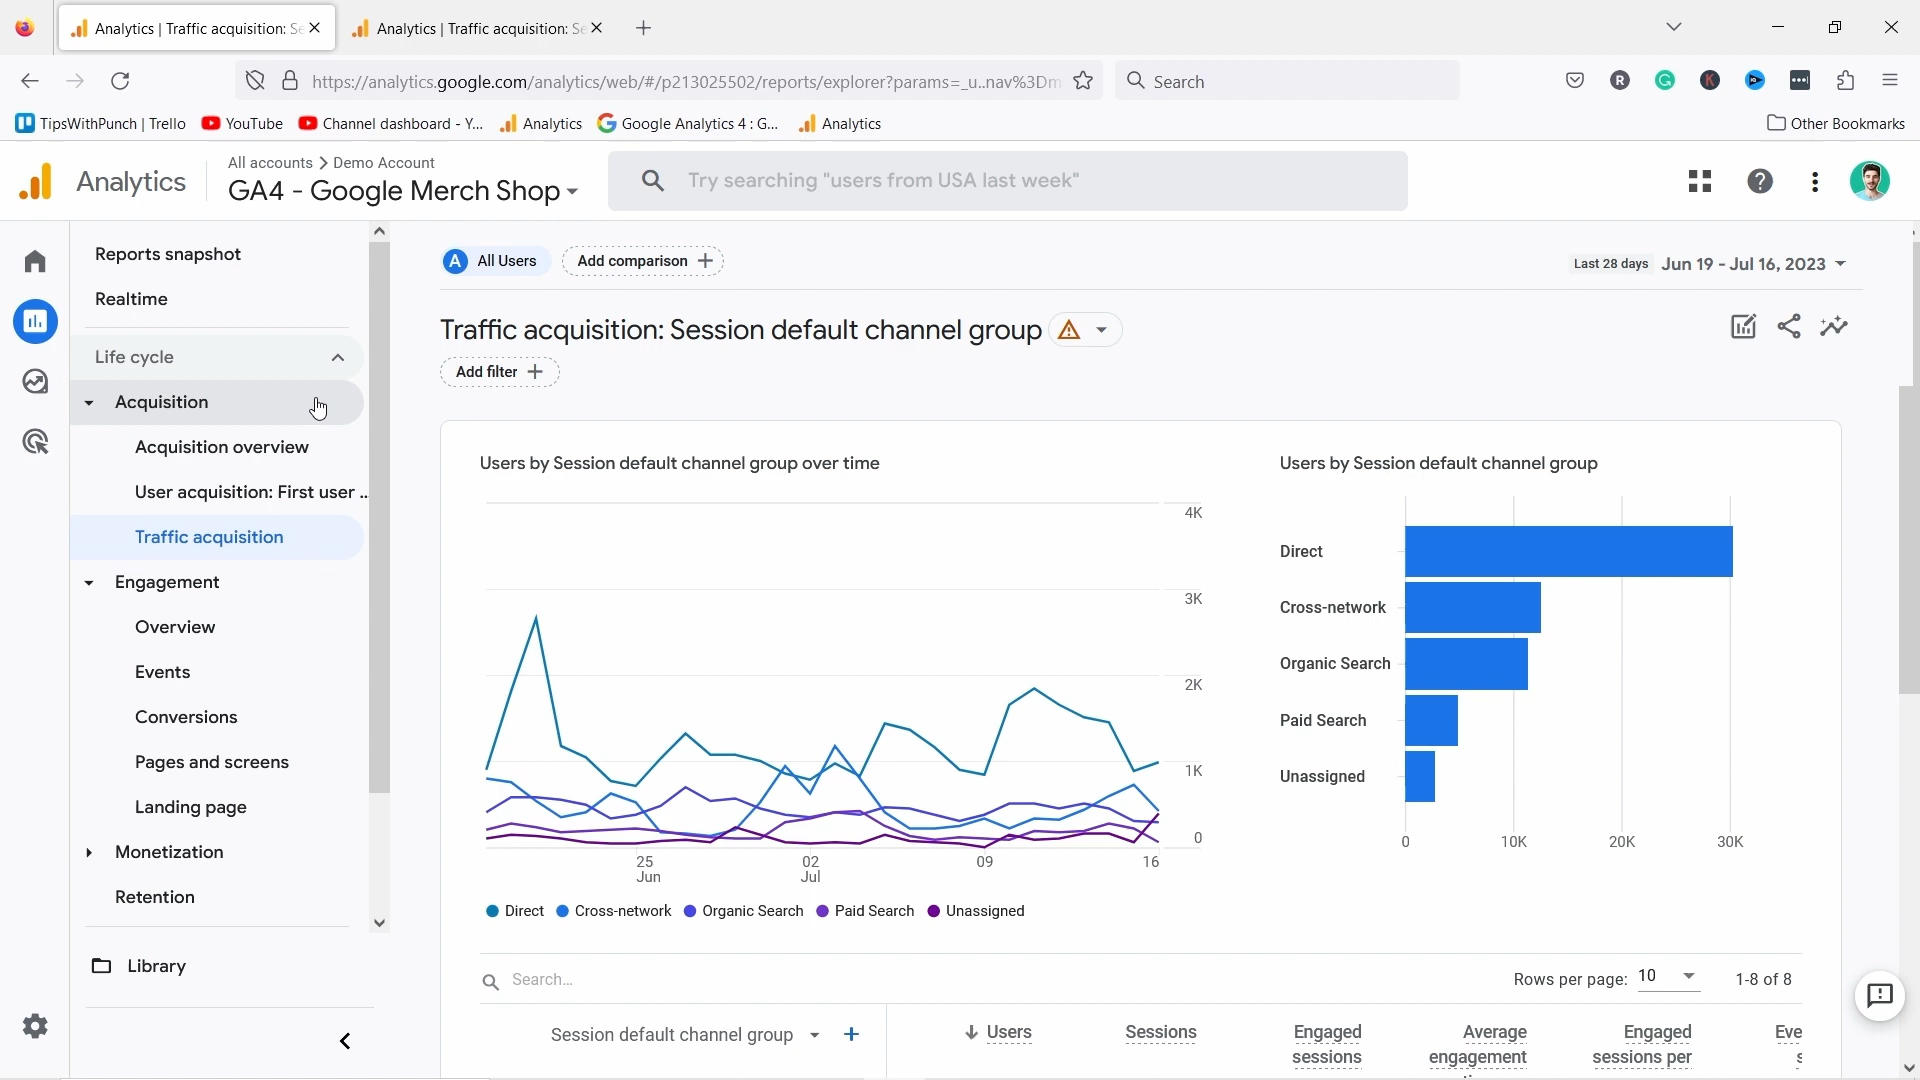 Analytics | Traffic acquisition: Se
Analytics | Traffic acquisition: Se
https://analytics.google.com/analytics/web/#/p213025502/reports/explorer?params=_u..nav%3Dm
Search
R
G
K
TipsWithPunch | Trello
YouTube
Channel dashboard - Y...
Analytics
Google Analytics 4 : G...
Analytics
Other Bookmarks
Analytics
All accounts > Demo Account
GA4 - Google Merch Shop
Try searching "users from USA last week"
Reports snapshot
Realtime
Life cycle
Acquisition
Acquisition overview
User acquisition: First user ...
Traffic acquisition
Engagement
Overview
Events
Conversions
Pages and screens
Landing page
Monetization
Retention
Library
A All Users
Add comparison +
Last 28 days Jun 19 - Jul 16, 2023
Traffic acquisition: Session default channel group
Add filter +
Users by Session default channel group over time
4K
3K
2K
1K
0
25
Jun
02
Jul
09
16
Direct
Cross-network
Organic Search
Paid Search
Unassigned
Users by Session default channel group
Direct
Cross-network
Organic Search
Paid Search
Unassigned
0
10K
20K
30K
Search...
Rows per page: 10
1-8 of 8
Session default channel group
Users
Sessions
Engaged
sessions
Average
engagement
Engaged
sessions per
Eve